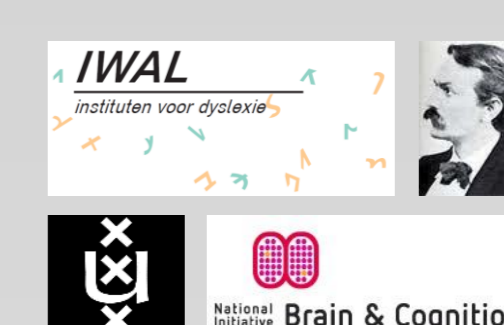 IWAL
instituten voor dyslexie
u
National
Initiative Brain & Cognitio